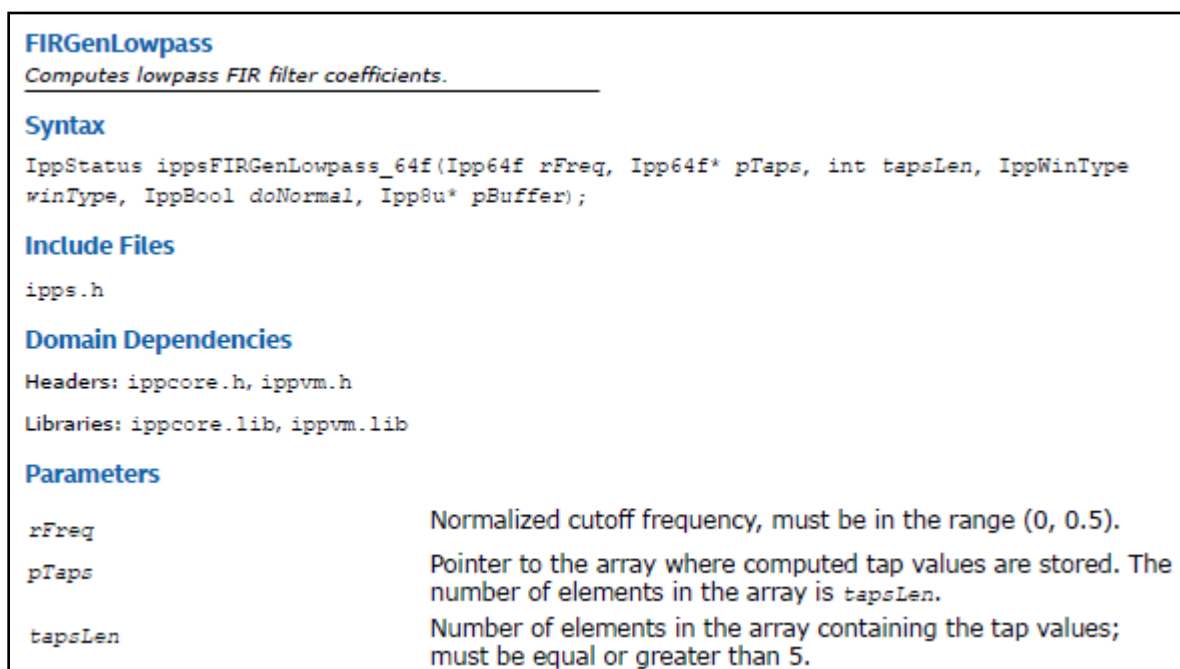 FIRGenLowpass
Computes lowpass FIR filter coefficients.
Syntax
IppStatus ippsFIRGenLowpass_64f(Ipp64f rFreq, Ipp64f* pTaps, int tapsLen, IppWinType
winType, IppBool doNormal, Ipp8u* pBuffer);
Include Files
ipps.h
Domain Dependencies
Headers: ippcore.h, ippvm.h
Libraries: ippcore.lib, ippvm.lib
Parameters
rFreq Normalized cutoff frequency, must be in the range (0, 0.5).
pTaps Pointer to the array where computed tap values are stored. The
number of elements in the array is tapsLen.
tapsLen Number of elements in the array containing the tap values;
must be equal or greater than 5.